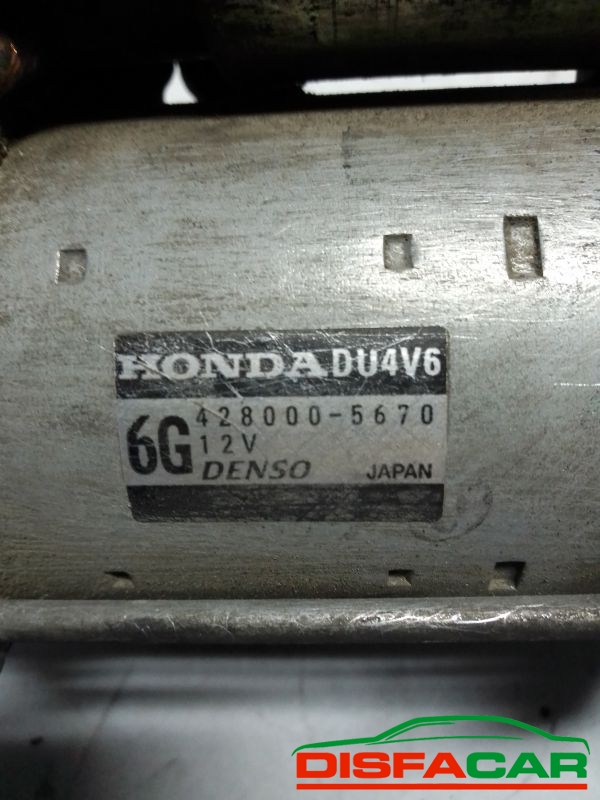 HONDA DU4V6
6G 428000-5670
12V
DENSO JAPAN
DISFACAR